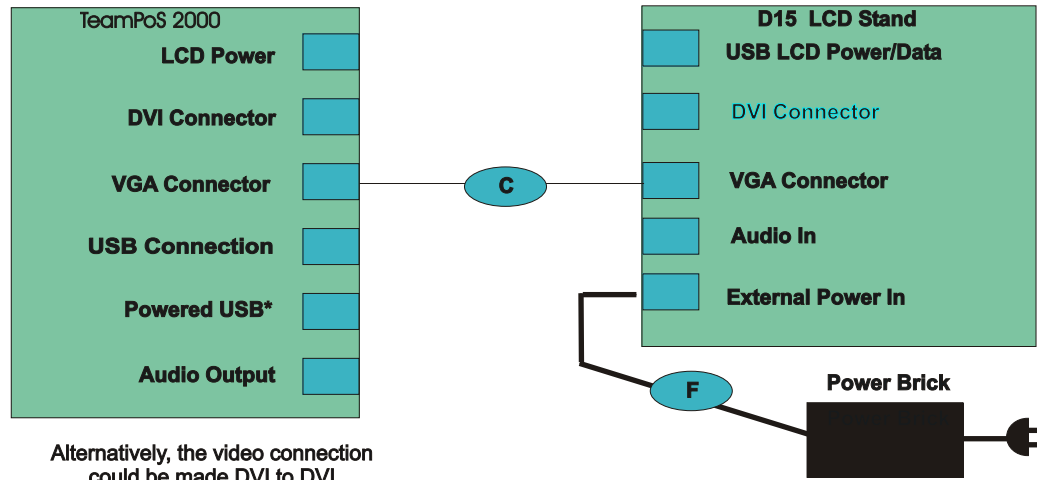 TeamPoS 2000
LCD Power
DVI Connector
VGA Connector
USB Connection
Powered USB*
Audio Output
C
D15 LCD Stand
USB LCD Power/Data
DVI Connector
VGA Connector
Audio In
External Power In
F
Power Brick
Alternatively, the video connection
could be made DVI to DVI